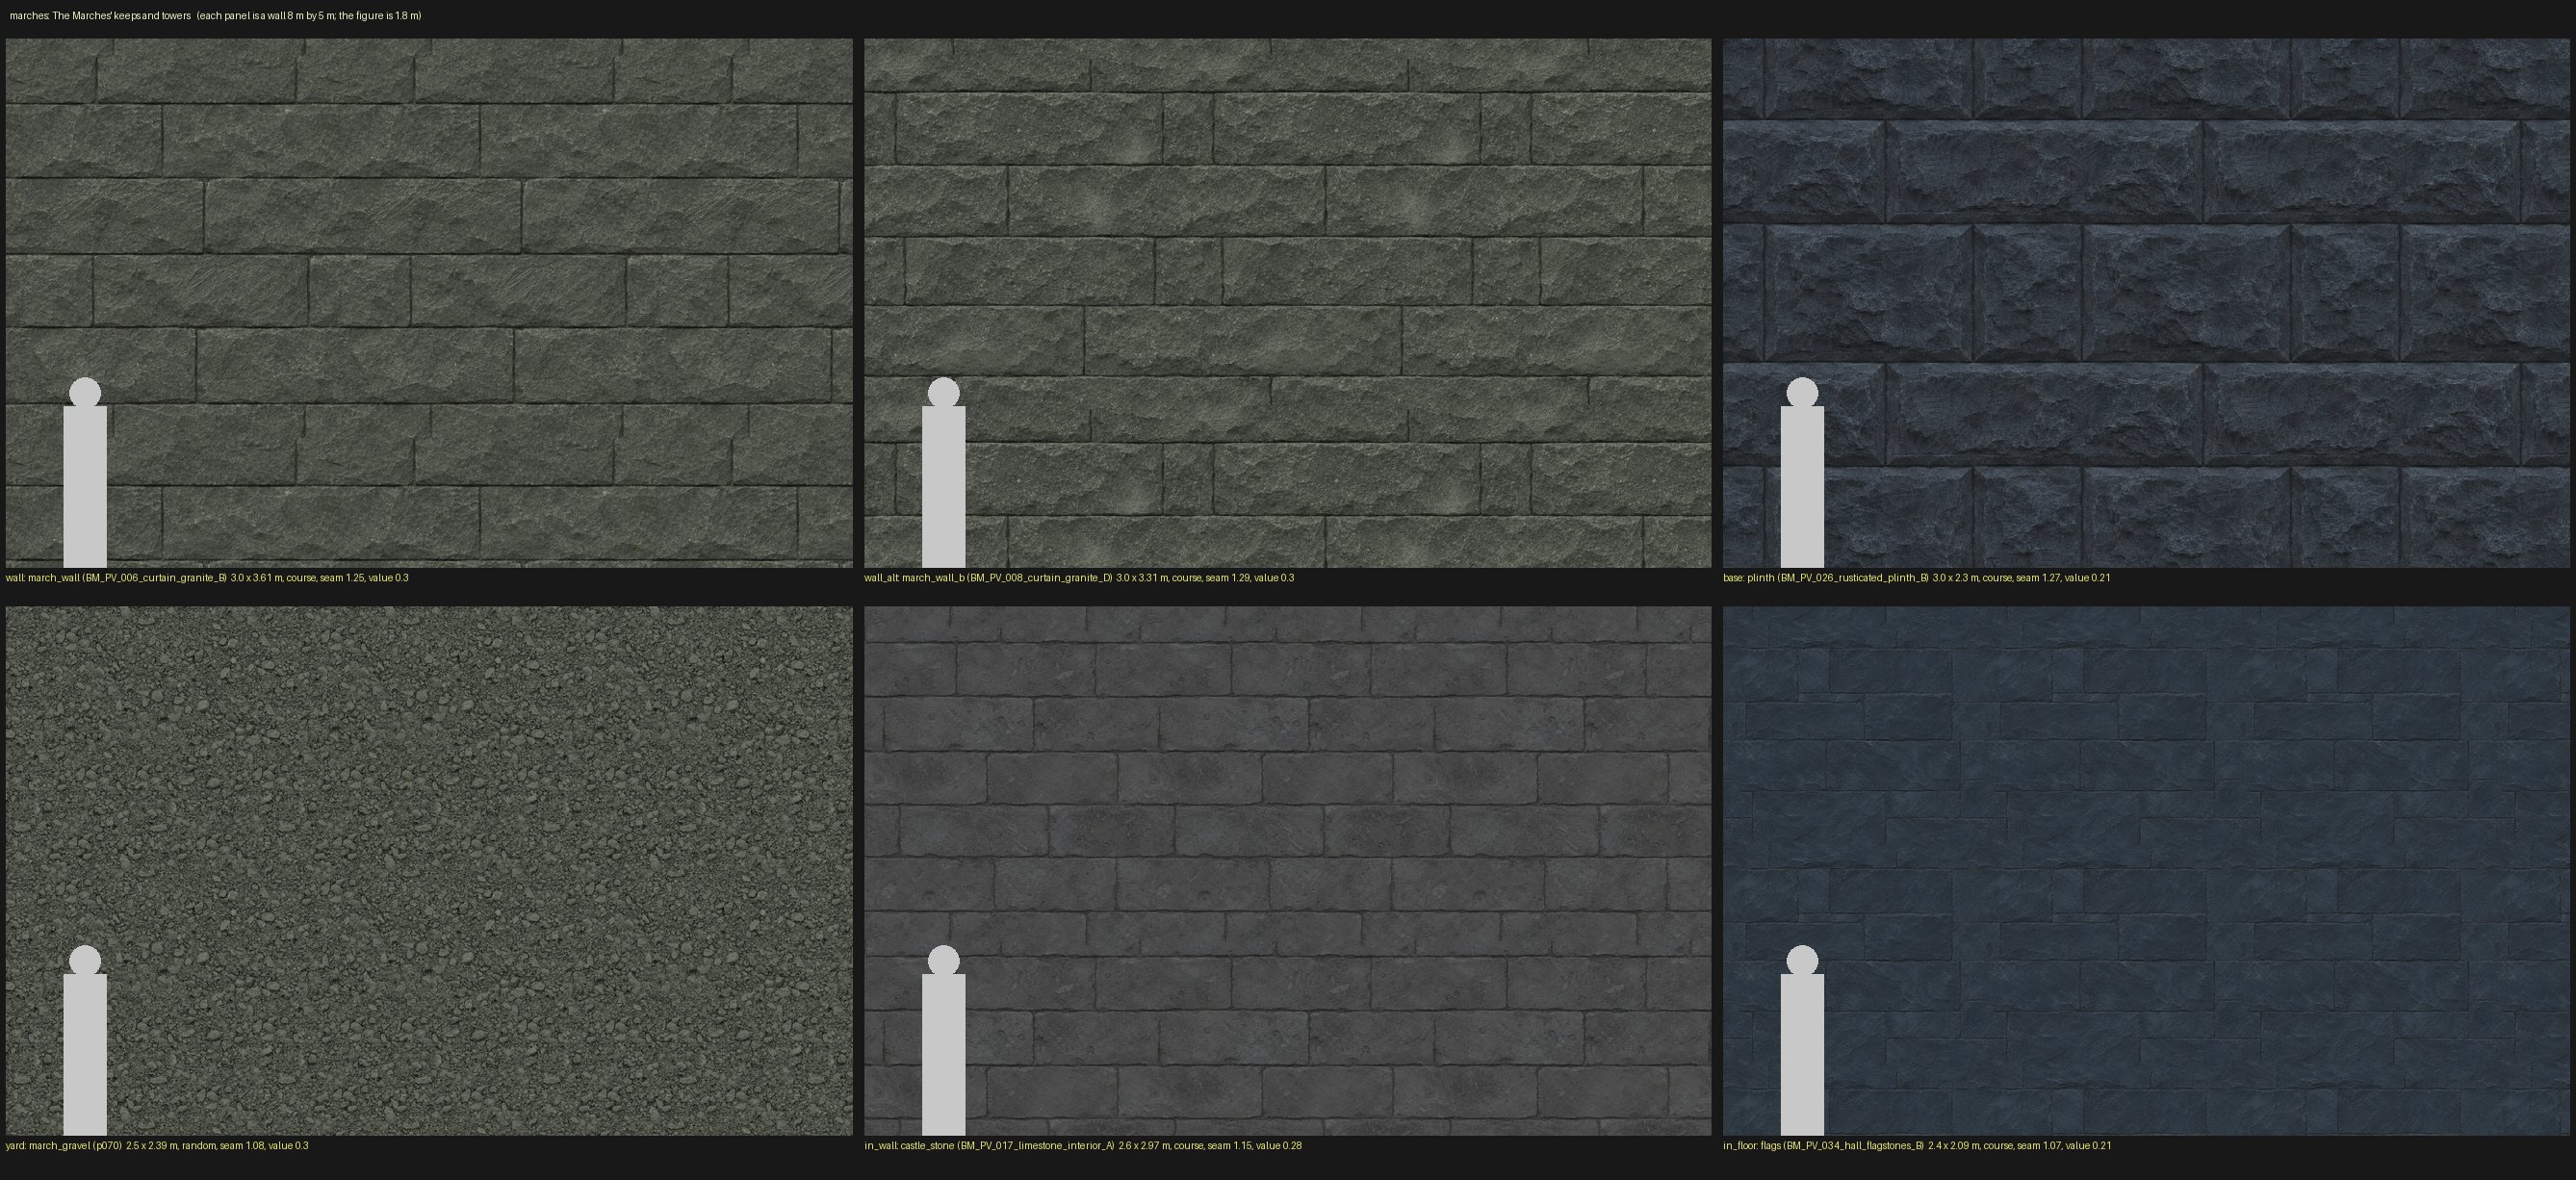 marches: The Marches' keeps and towers (each panel is a wall 8 m by 5 m; the figure is 1.8 m)
wall: march_wall (BM_PV_006_curtain_granite_B) 3.0 x 3.61 m, course, seam 1.25, value 0.3
wall_alt: march_wall_b (BM_PV_008_curtain_granite_D) 3.0 x 3.31 m, course, seam 1.29, value 0.3
base: plinth (BM_PV_026_rusticated_plinth_B) 3.0 x 2.3 m, course, seam 1.27, value 0.21
yard: march_gravel (p070) 2.5 x 2.39 m, random, seam 1.08, value 0.3
in_wall: castle_stone (BM_PV_017_limestone_interior_A) 2.6 x 2.97 m, course, seam 1.15, value 0.28
in_floor: flags (BM_PV_034_hall_flagstones_B) 2.4 x 2.09 m, course, seam 1.07, value 0.21